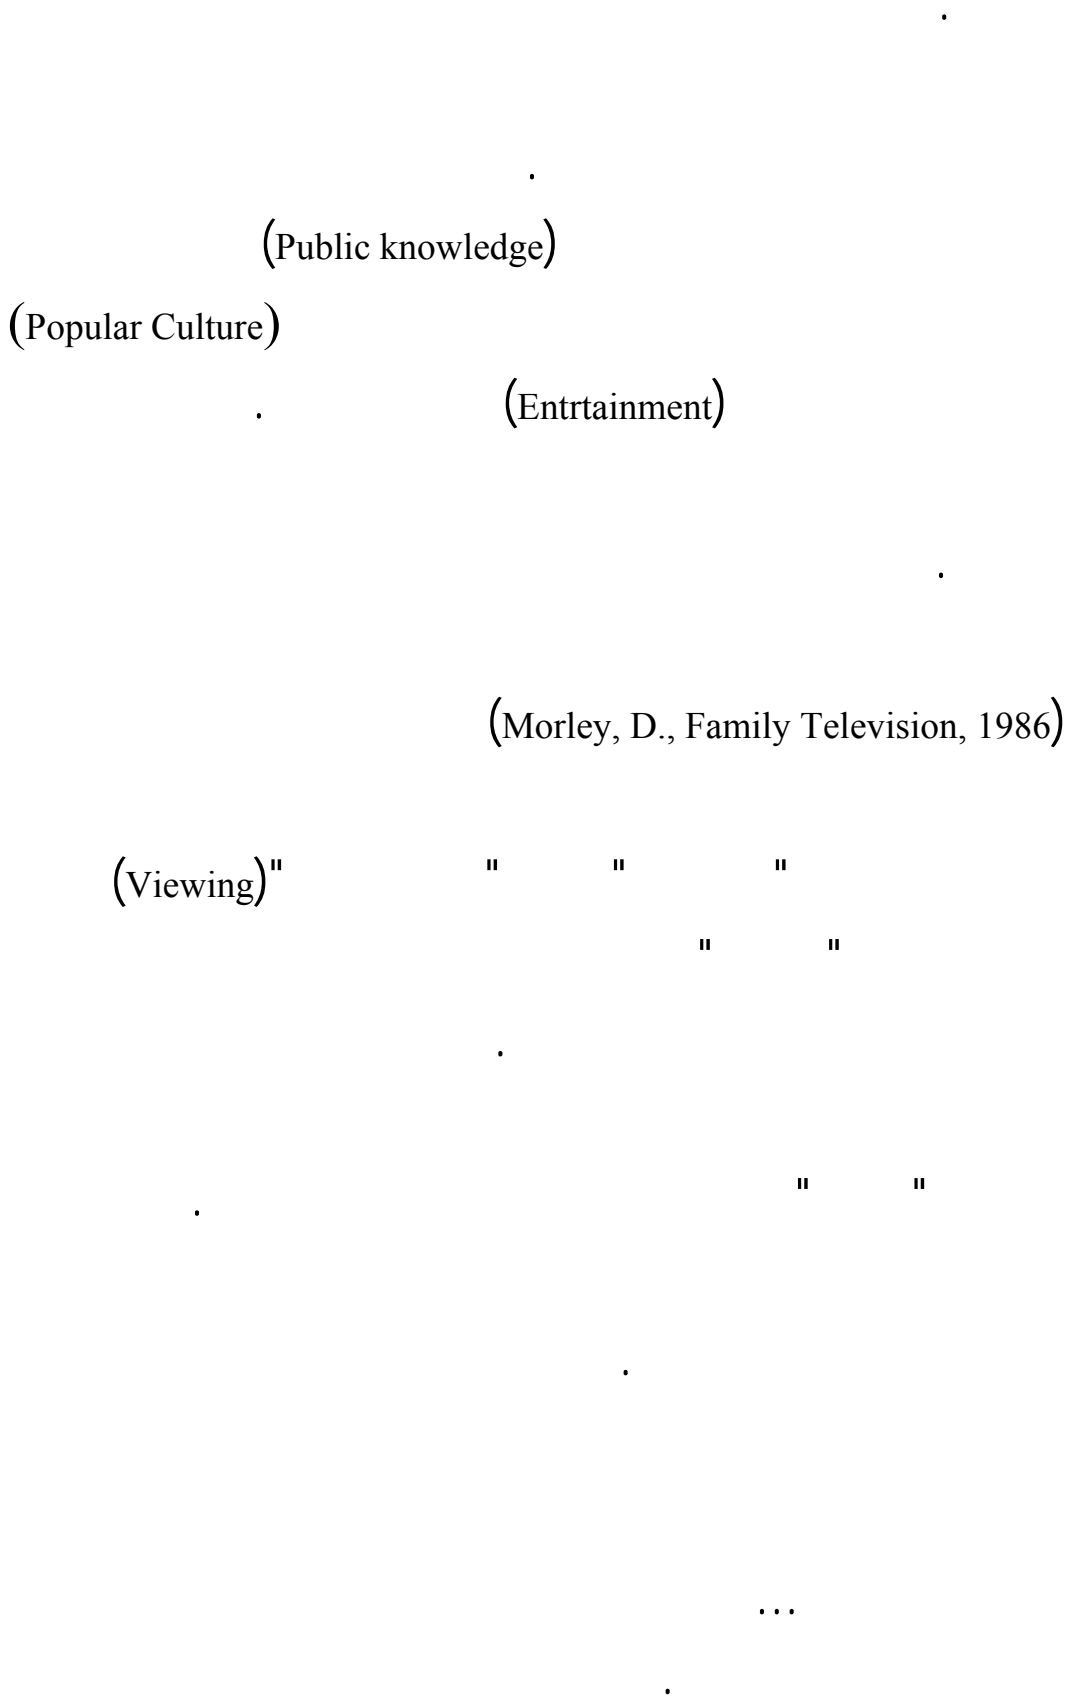 .
.
(Public knowledge)
(Popular Culture)
(Entrtainment) .
.
(Morley, D., Family Television, 1986)
" " " "(Viewing)
" "
.
" "
.
.
...
.